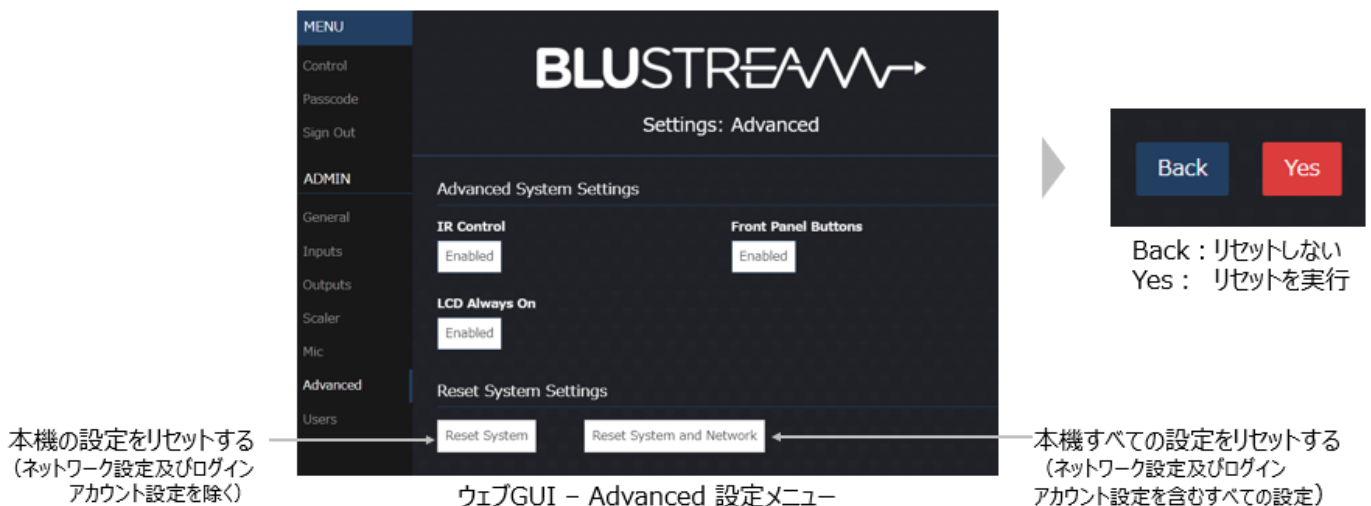 MENU
Control
Passcode
Sign Out
ADMIN
General
Inputs
Outputs
Scaler
Mic
Advanced
Users
BLUSTREAM
Settings: Advanced
Advanced System Settings
IR Control
Front Panel Buttons
Enabled
Enabled
LCD Always On
Enabled
Reset System Settings
Reset System
Reset System and Network
Back
Yes
Back：リセットしない
Yes： リセットを実行
本機の設定をリセットする
（ネットワーク設定及びログイン
アカウント設定を除く）
本機すべての設定をリセットする
（ネットワーク設定及びログイン
アカウント設定を含むすべての設定）
ウェブGUI – Advanced 設定メニュー